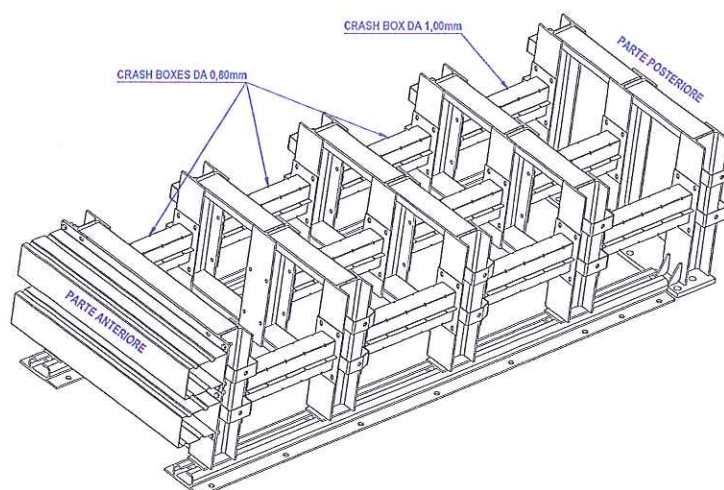 CRASH BOX DA 1,00mm
PARTE POSTERIORE
CRASH BOXES DA 0,80mm
PARTE ANTERIORE